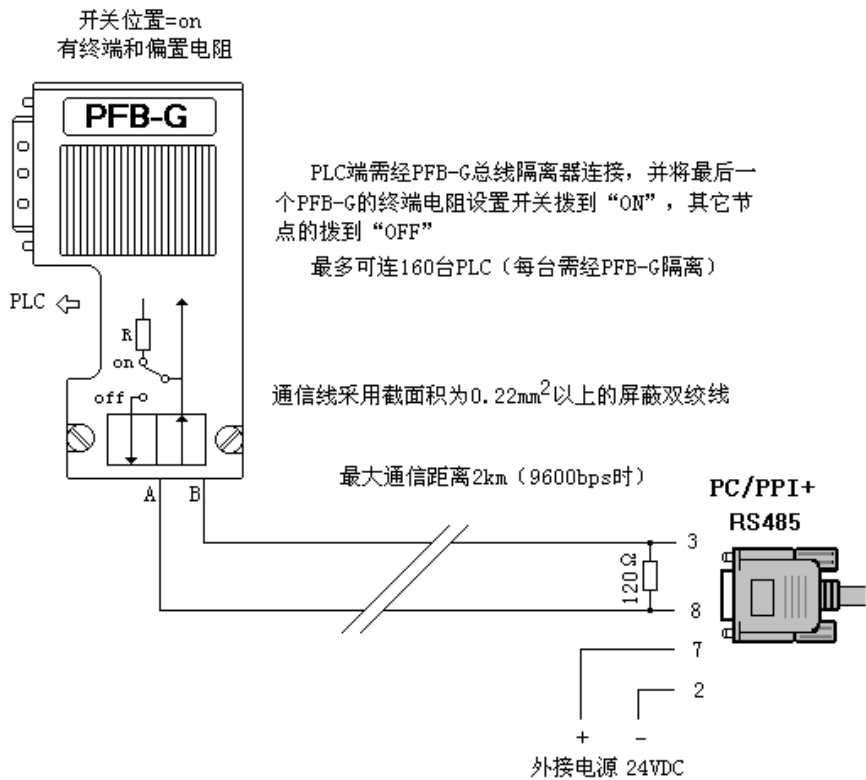 开关位置=on
有终端和偏置电阻
PFB-G
PLC端需经PFB-G总线隔离器连接，并将最后一
个PFB-G的终端电阻设置开关拨到“ON”，其它节
点的拨到“OFF”
最多可连160台PLC（每台需经PFB-G隔离）
PLC
R
on
off
通信线采用截面积为0.22mm²以上的屏蔽双绞线
最大通信距离2km（9600bps时）
A B
PC/PPI+
RS485
3
120Ω
8
7
2
+ -
外接电源 24VDC